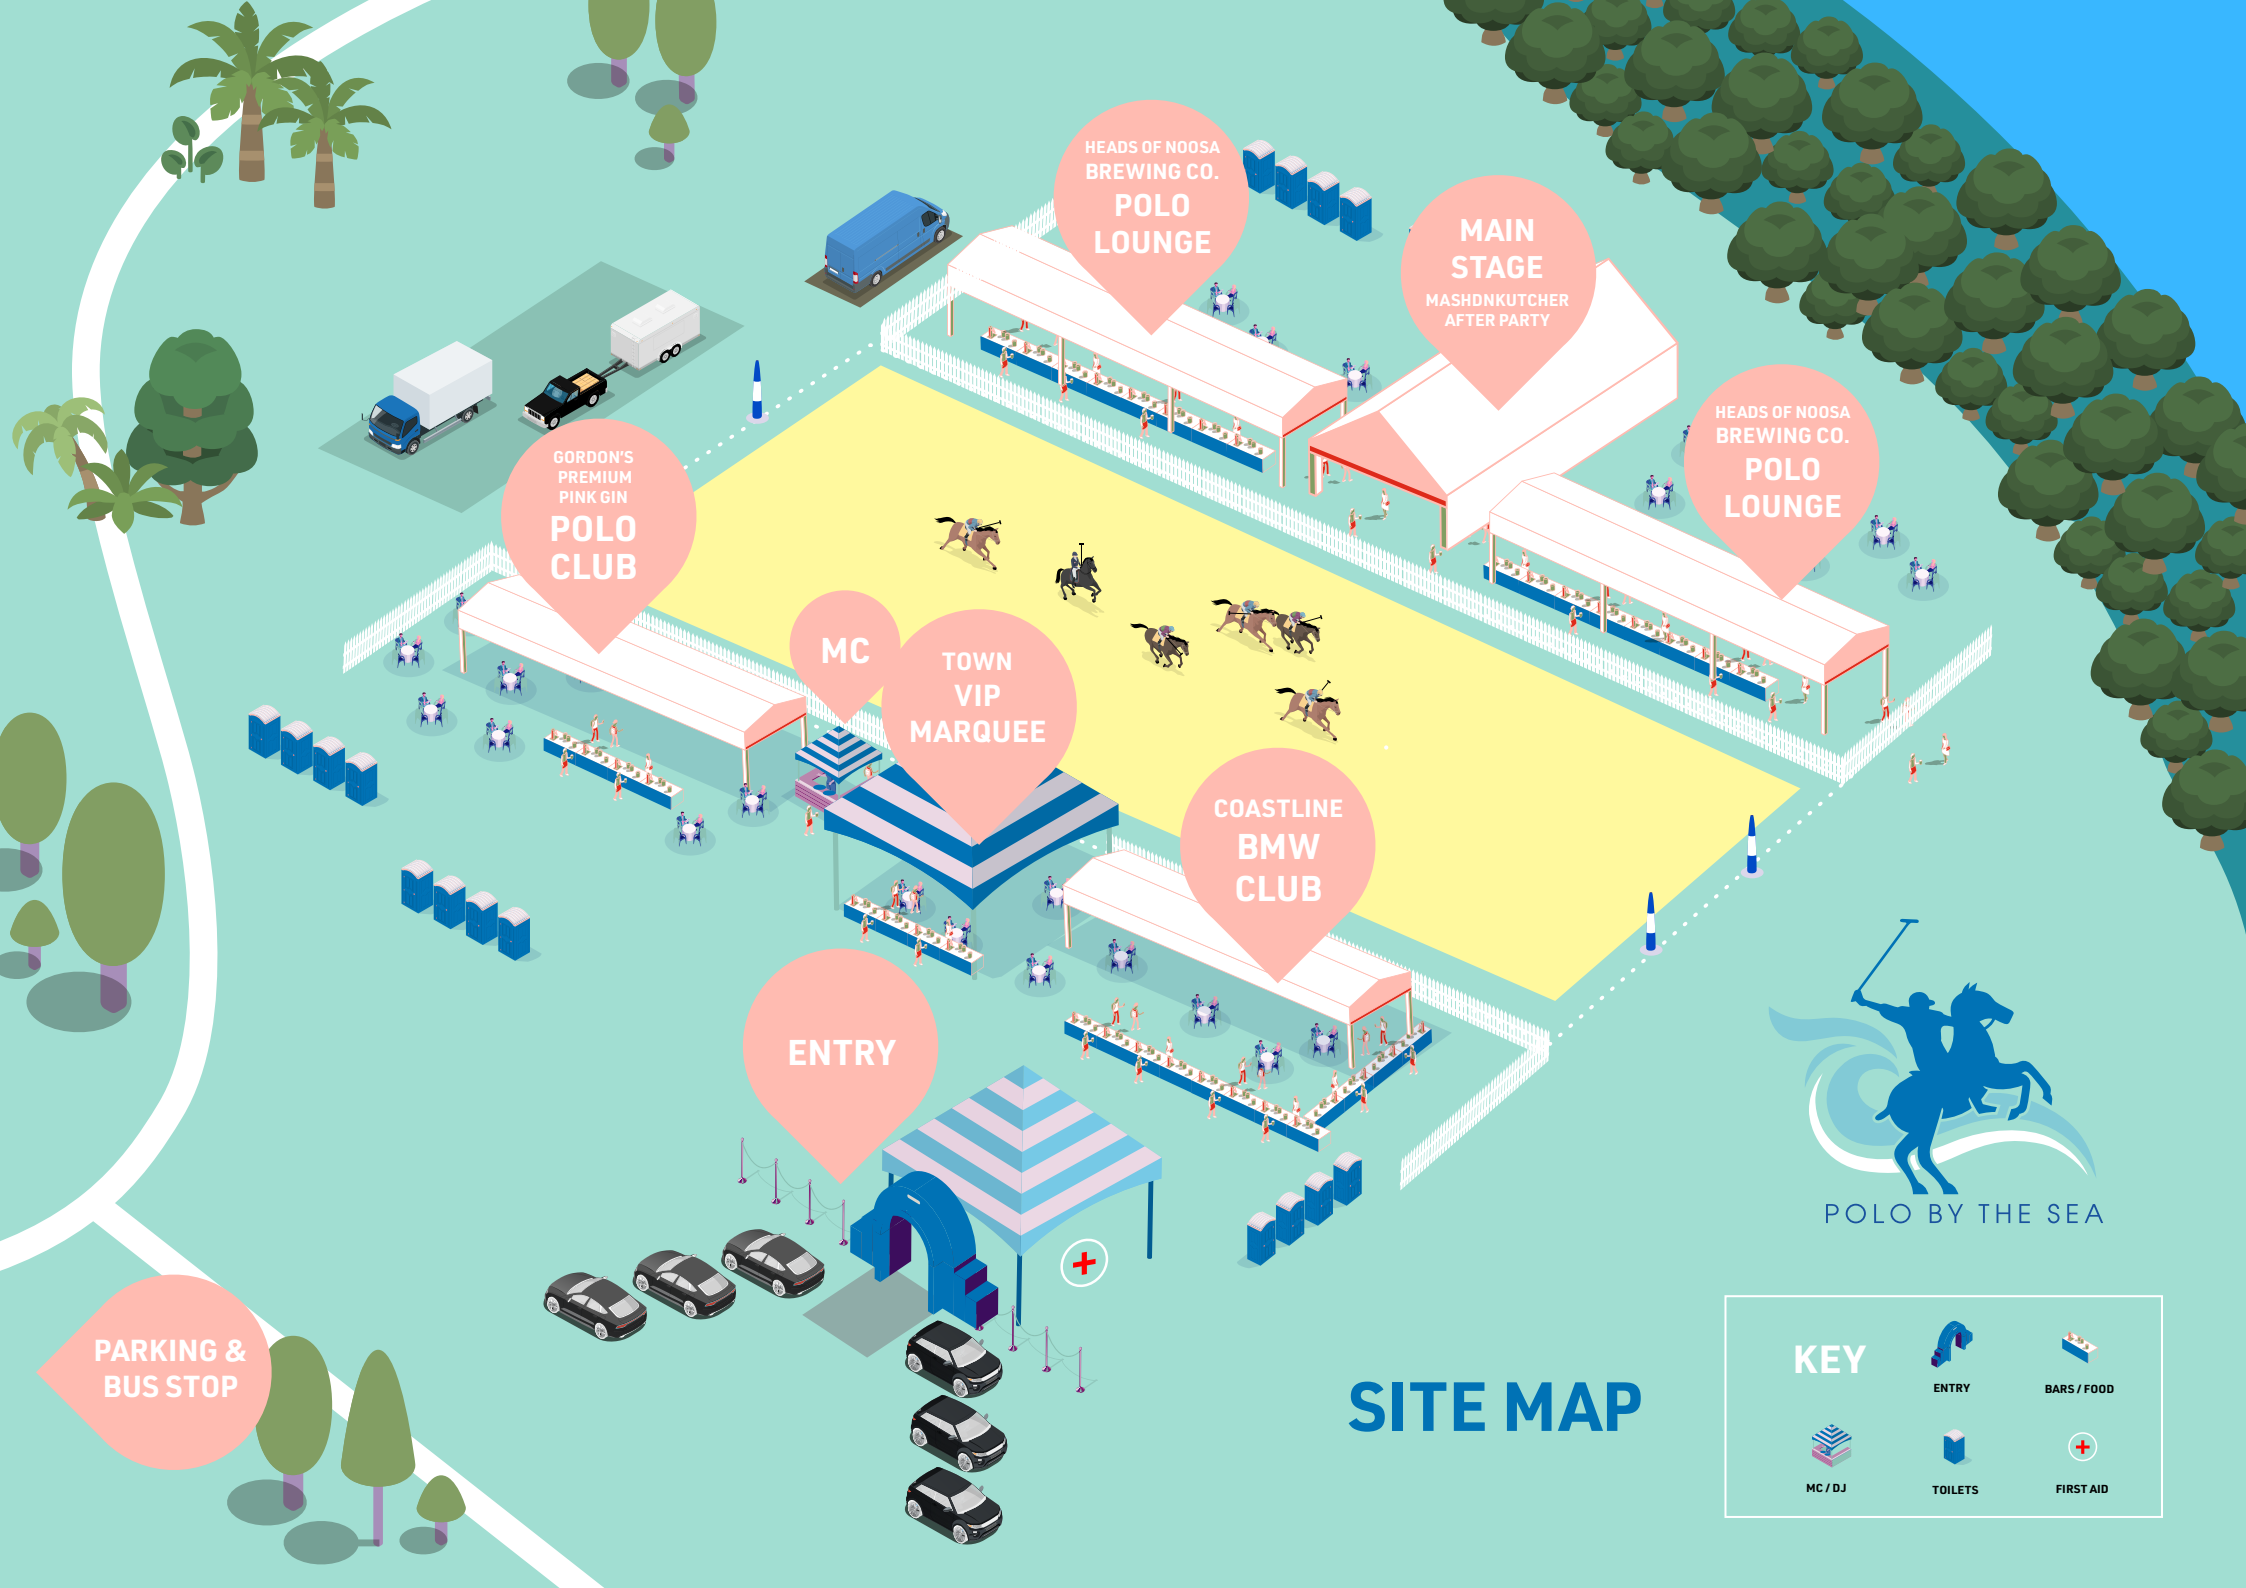 HEADS OF NOOSA
BREWING CO.
POLO
LOUNGE
MAIN
STAGE
MASHDNKUTCHER
AFTER PARTY
HEADS OF NOOSA
BREWING CO.
POLO
LOUNGE
GORDON'S
PREMIUM
PINK GIN
POLO
CLUB
MC
TOWN
VIP
MARQUEE
COASTLINE
BMW
CLUB
ENTRY
PARKING &
BUS STOP
POLO BY THE SEA
SITE MAP
KEY
ENTRY
BARS / FOOD
MC / DJ
TOILETS
FIRST AID